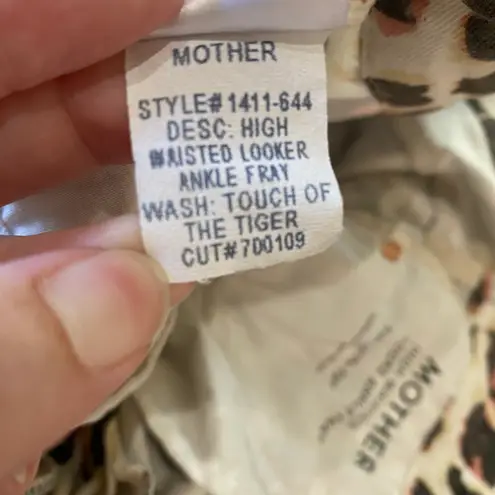 MOTHER
STYLE# 1411-644
DESC: HIGH
WAISTED LOOKER
ANKLE FRAY
WASH: TOUCH OF
THE TIGER
CUT# 700109
MOTHER